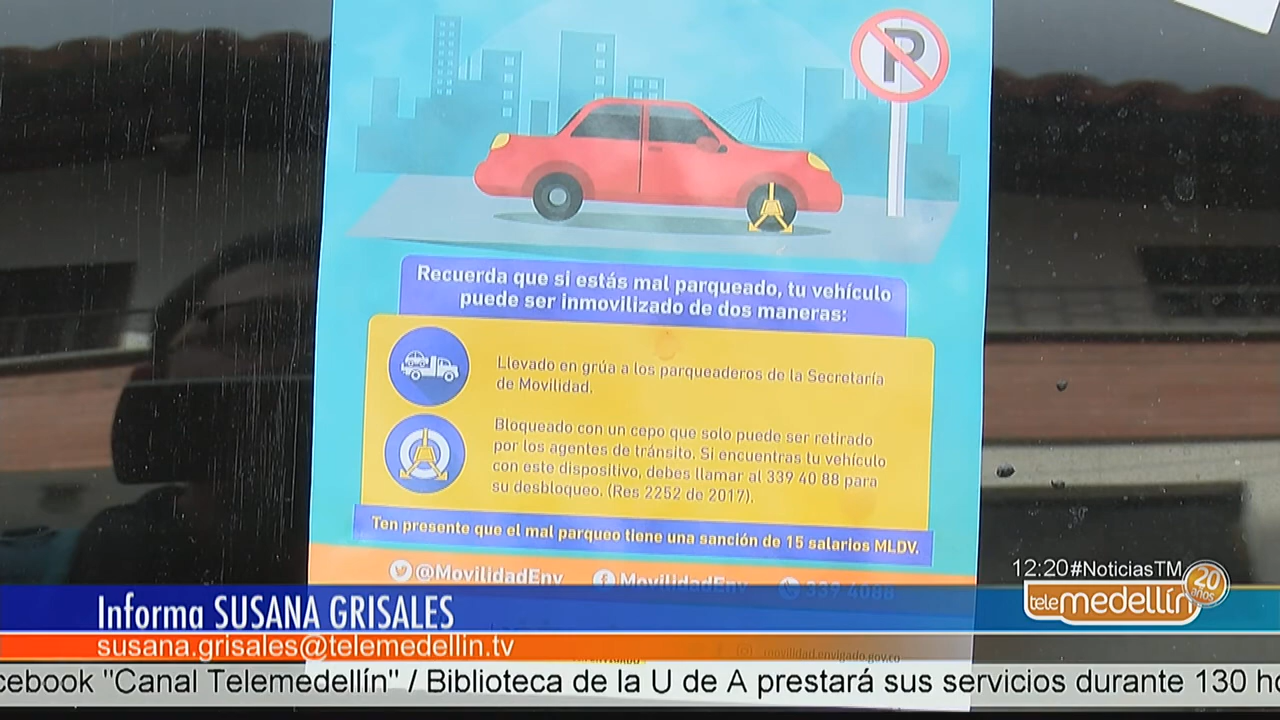 P
Recuerda que si estás mal parqueado, tu vehículo
puede ser inmovilizado de dos maneras:
Llevado en grúa a los parqueaderos de la Secretaría
de Movilidad.
Bloqueado con un cepo que solo puede ser retirado
por los agentes de tránsito. Si encuentras tu vehículo
con este dispositivo, debes llamar al 339 40 88 para
su desbloqueo. (Res 2252 de 2017).
Ten presente que el mal parqueo tiene una sanción de 15 salarios MLDV.
@MovilidadEnv MovilidadEnv 339 4088
movilidad.envigado.gov.co
12:20#NoticiasTM
telemedellín 20 años
Informa SUSANA GRISALES
susana.grisales@telemedellin.tv
cebook "Canal Telemedellín" / Biblioteca de la U de A prestará sus servicios durante 130 ho